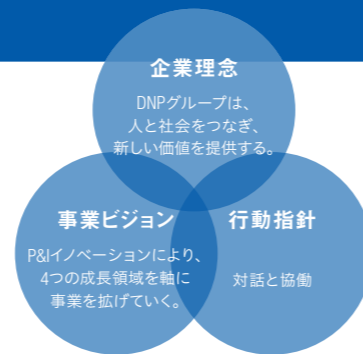 企業理念
DNPグループは、
人と社会をつなぎ、
新しい価値を提供する。
事業ビジョン
P&Iイノベーションにより、
4つの成長領域を軸に
事業を拡げていく。
行動指針
対話と協働